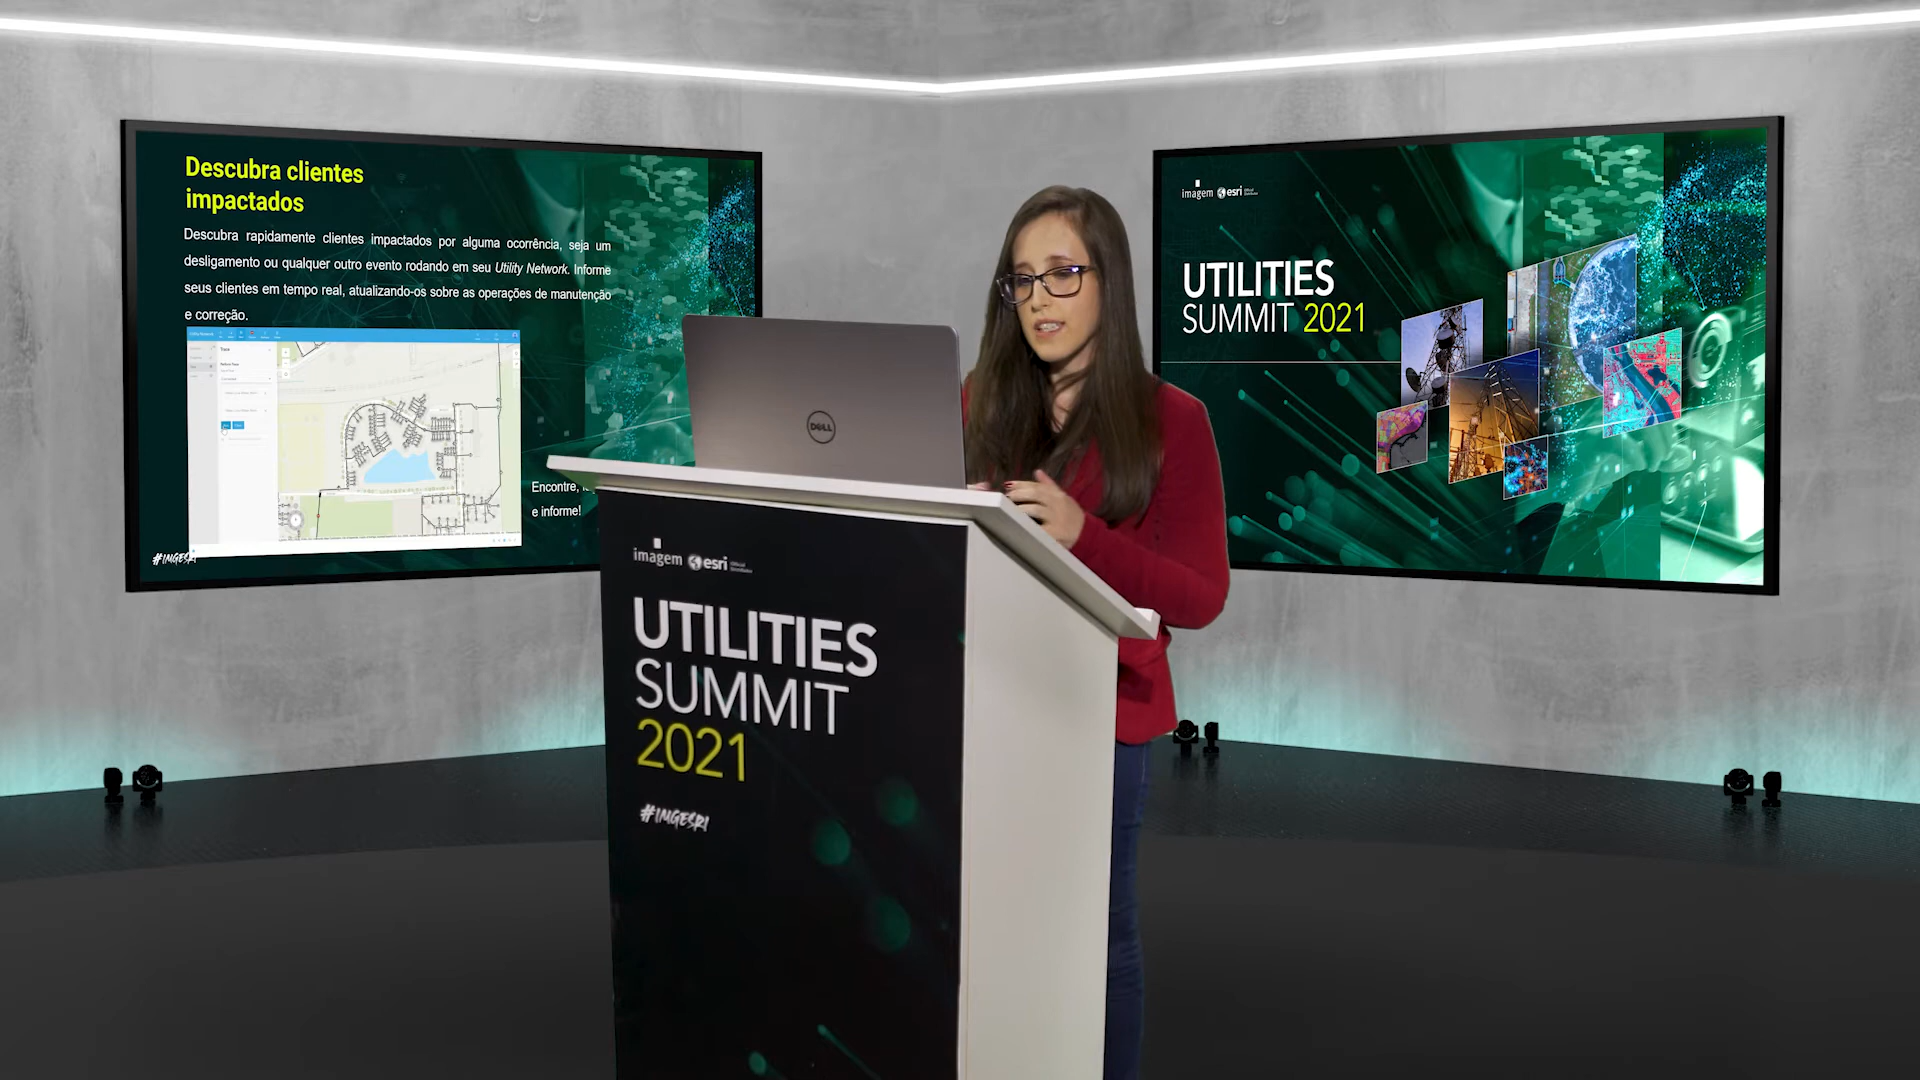 Descubra clientes
impactados
Descubra rapidamente clientes impactados por alguma ocorrência, seja um
desligamento ou qualquer outro evento rodando em seu Utility Network. Informe
seus clientes em tempo real, atualizando-os sobre as operações de manutenção
e correção.
Encontre,
e informe!
#IMGESRI
imagem esri
UTILITIES
SUMMIT 2021
DELL
imagem esri
UTILITIES
SUMMIT
2021
#IMGESRI